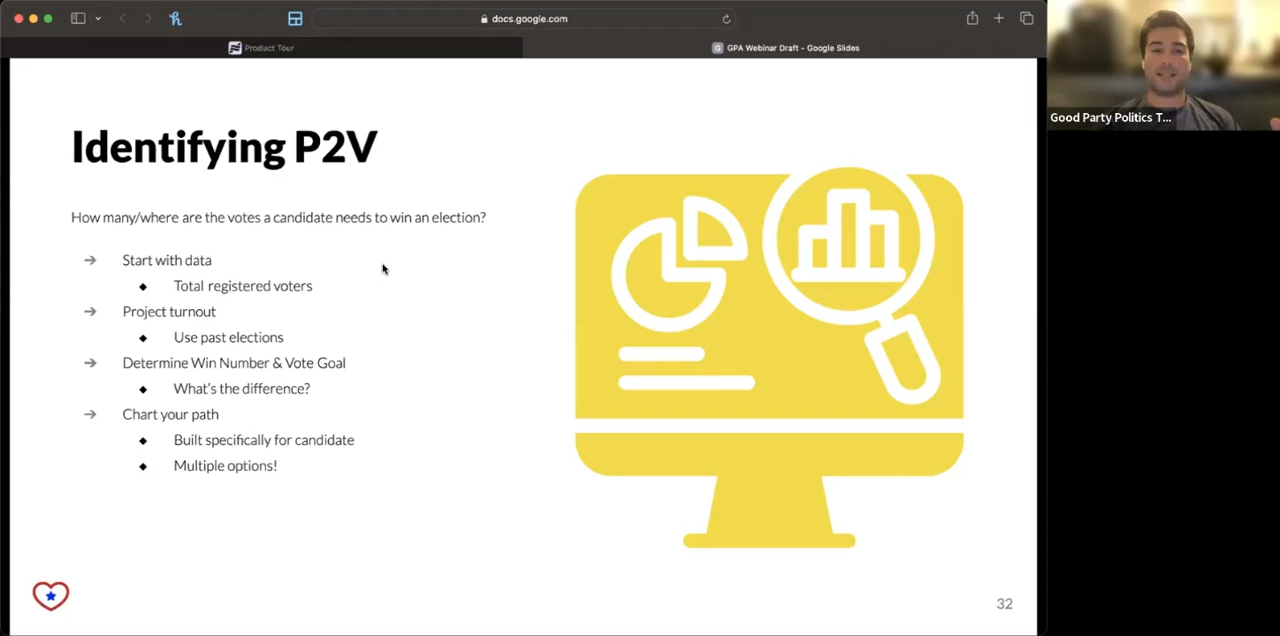 docs.google.com
Product Tour
G GPA Webinar Draft - Google Slides
Good Party Politics T...
Identifying P2V
How many/where are the votes a candidate needs to win an election?
Start with data
Total registered voters
Project turnout
Use past elections
Determine Win Number & Vote Goal
What's the difference?
Chart your path
Built specifically for candidate
Multiple options!
32